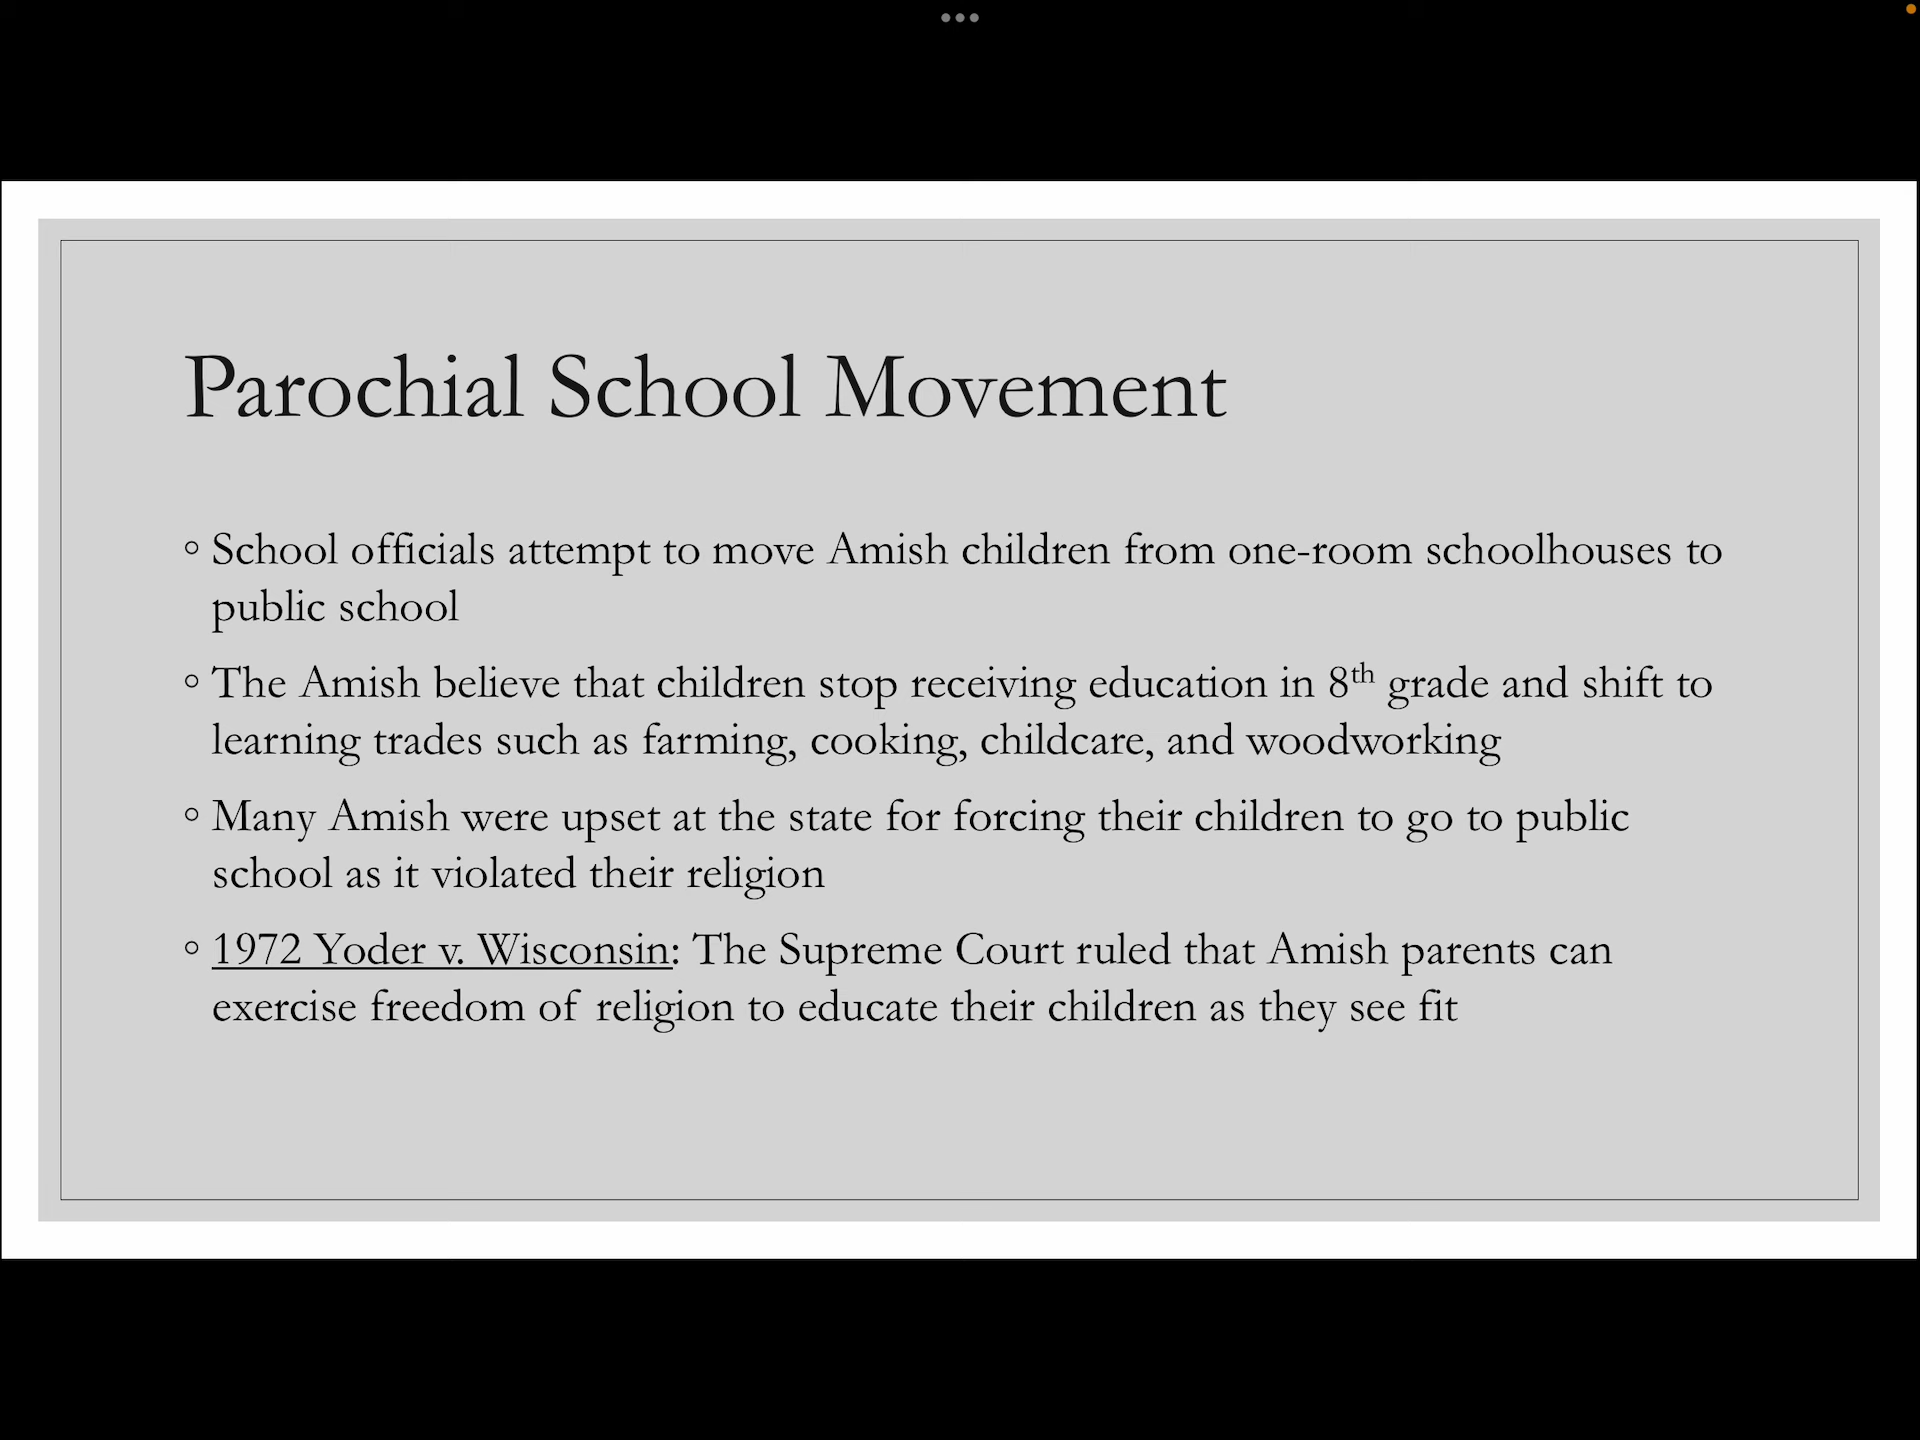 Parochial School Movement
◦ School officials attempt to move Amish children from one-room schoolhouses to
public school
◦ The Amish believe that children stop receiving education in 8th grade and shift to
learning trades such as farming, cooking, childcare, and woodworking
◦ Many Amish were upset at the state for forcing their children to go to public
school as it violated their religion
◦ 1972 Yoder v. Wisconsin: The Supreme Court ruled that Amish parents can
exercise freedom of religion to educate their children as they see fit